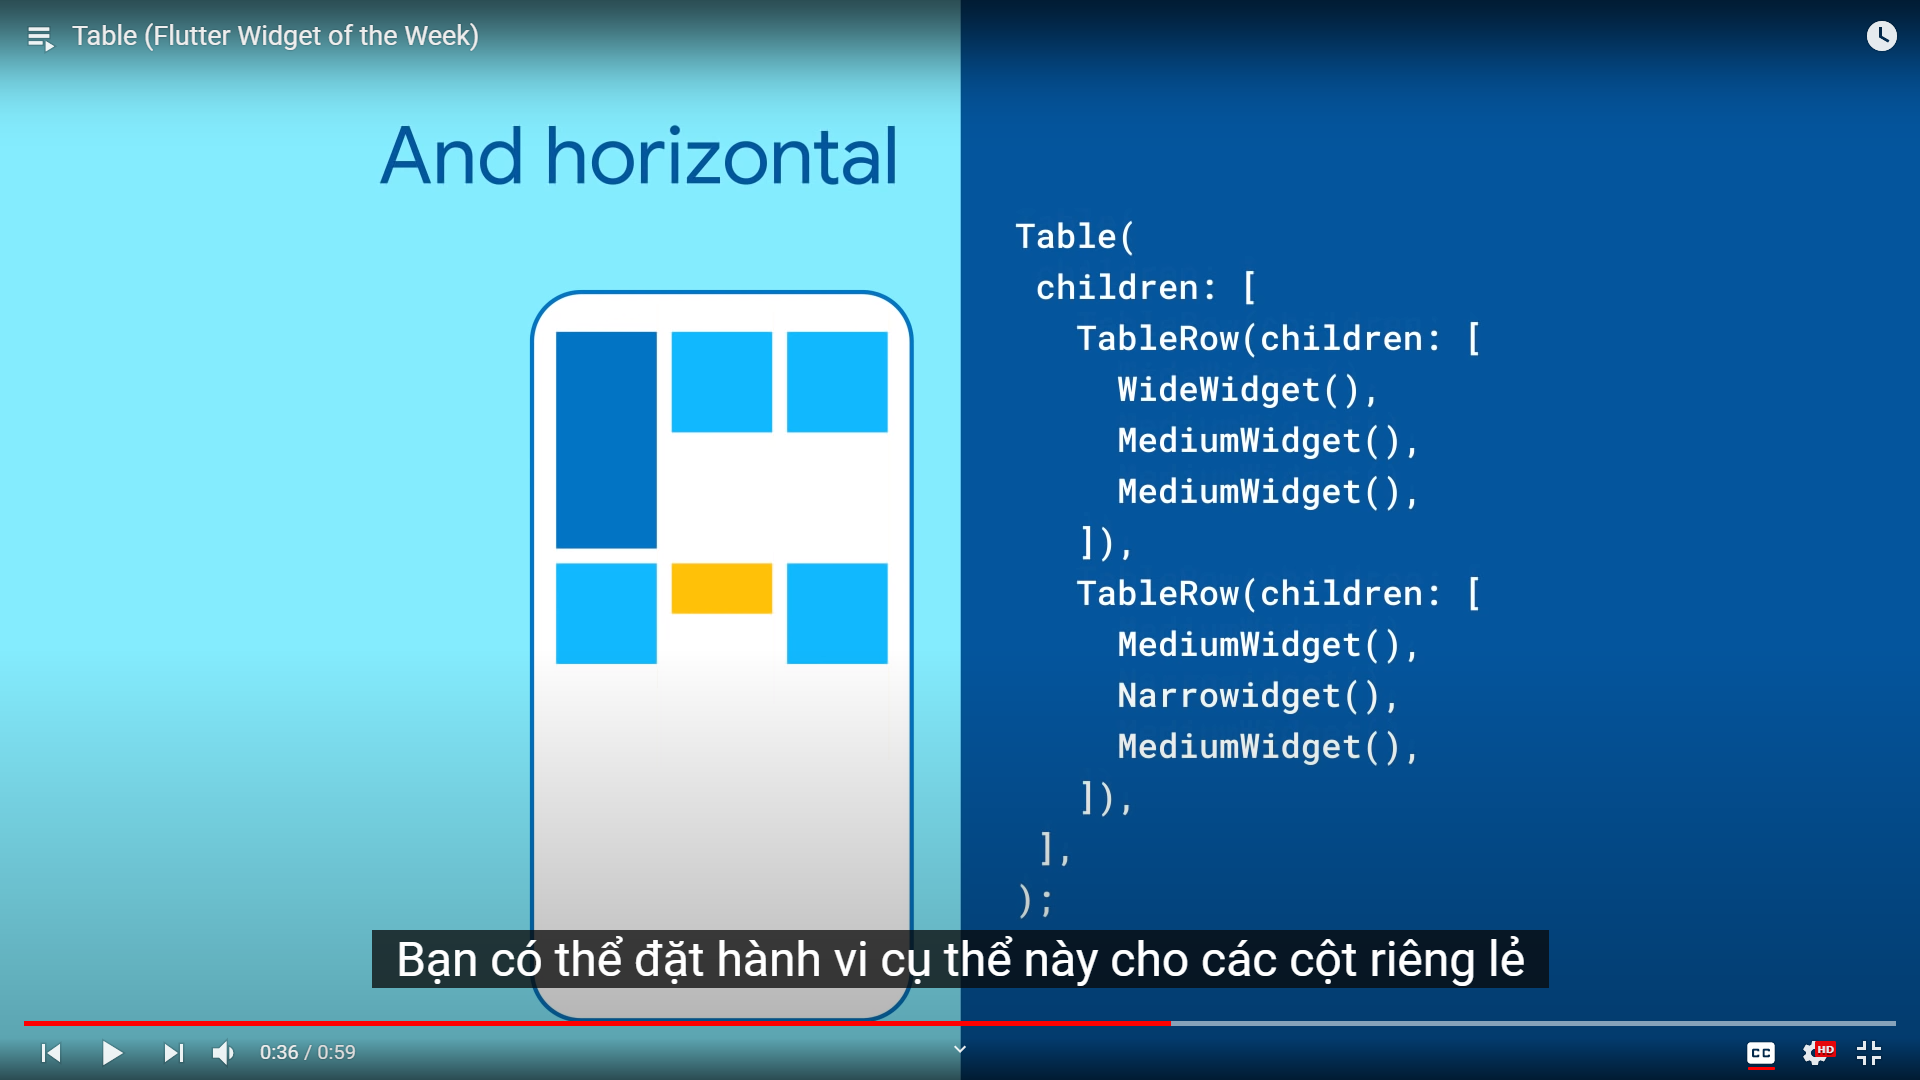 Table (Flutter Widget of the Week)
And horizontal
Table(
children: [
TableRow(children: [
WideWidget(),
MediumWidget(),
MediumWidget(),
]),
TableRow(children: [
MediumWidget(),
Narrowidget(),
MediumWidget(),
]),
],
);
Bạn có thể đặt hành vi cụ thể này cho các cột riêng lẻ
0:36 / 0:59
CC
HD